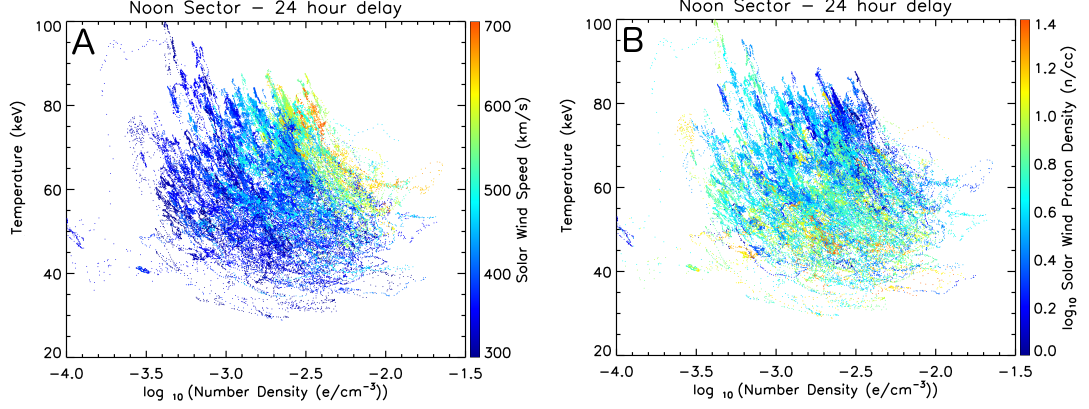 Noon Sector – 24 hour delay
A
100
80
60
40
20
Temperature (keV)
-4.0 -3.5 -3.0 -2.5 -2.0 -1.5
log 10 (Number Density (e/cm-3))
700
600
500
400
300
Solar Wind Speed (km/s)
Noon Sector – 24 hour delay
B
100
80
60
40
20
Temperature (keV)
-4.0 -3.5 -3.0 -2.5 -2.0 -1.5
log 10 (Number Density (e/cm-3))
1.4
1.2
1.0
0.8
0.6
0.4
0.2
0.0
log10 Solar Wind Proton Density (n/cc)